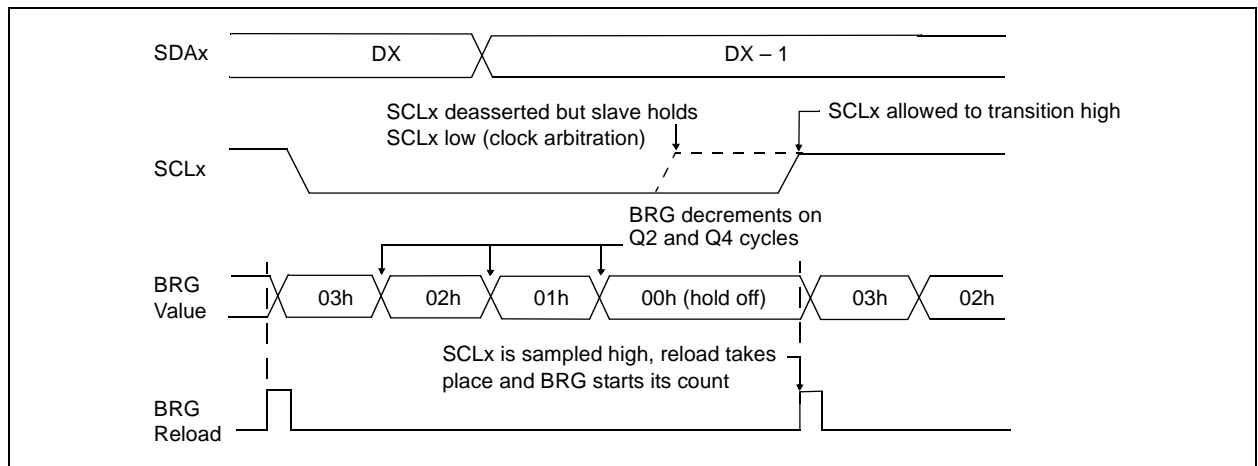 SDAx
DX
DX – 1
SCLx deasserted but slave holds
SCLx low (clock arbitration)
SCLx allowed to transition high
SCLx
BRG decrements on
Q2 and Q4 cycles
BRG
Value
03h
02h
01h
00h (hold off)
03h
02h
SCLx is sampled high, reload takes
place and BRG starts its count
BRG
Reload